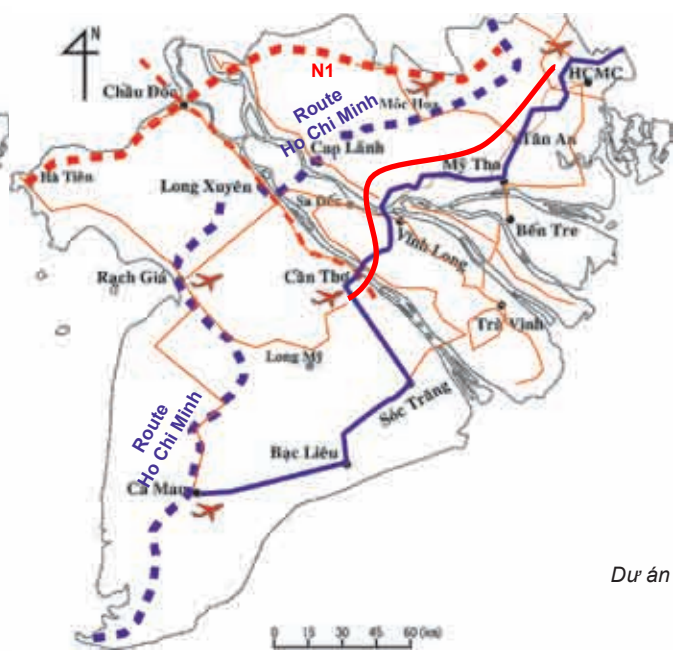 N
N1
HCMC
Châu Đốc
Mộc Hoá
Route
Ho Chi Minh
Tân An
Cap Lãnh
Mỹ Tho
Hà Tiên
Long Xuyên
Sa Đéc
Bến Tre
Vĩnh Long
Rạch Giá
Cần Thơ
Trà Vinh
Long Mỹ
Sóc Trăng
Route
Ho Chi Minh
Bạc Liêu
Cà Mau
Dự án
0 15 30 45 60 (km)